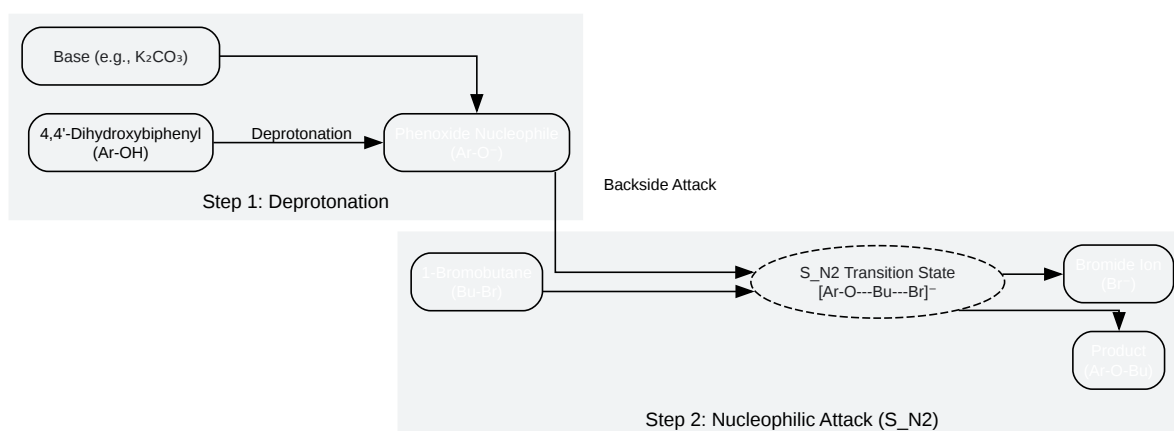 Base (e.g., K₂CO₃)
4,4'-Dihydroxybiphenyl
(Ar-OH)
Deprotonation
Phenoxide Nucleophile
(Ar-O⁻)
Step 1: Deprotonation
Backside Attack
1-Bromobutane
(Bu-Br)
S_N2 Transition State
[Ar-O---Bu---Br]⁻
Bromide Ion
(Br⁻)
Product
(Ar-O-Bu)
Step 2: Nucleophilic Attack (S_N2)